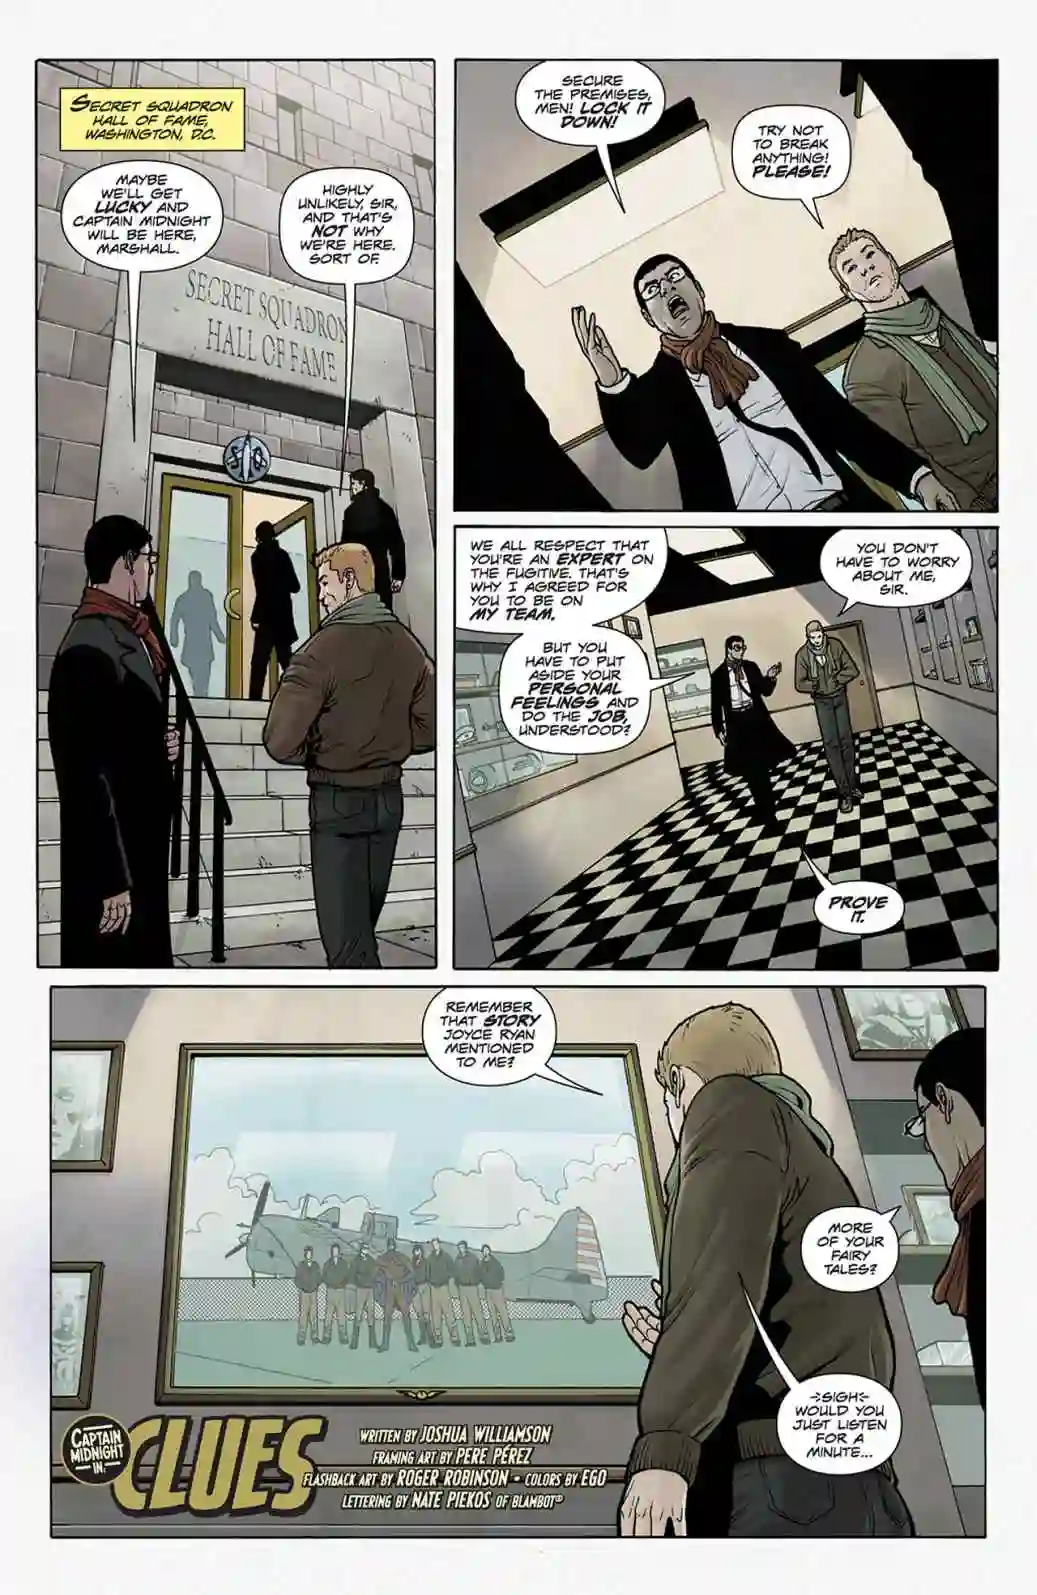 SECRET SQUADRON
HALL OF FAME,
WASHINGTON, D.C.
MAYBE
WE'LL GET
LUCKY AND
CAPTAIN MIDNIGHT
WILL BE HERE,
MARSHALL.
HIGHLY
UNLIKELY, SIR,
AND THAT'S
NOT WHY
WE'RE HERE.
SORT OF.
SECRET SQUADRON
HALL OF FAME
SECURE
THE PREMISES,
MEN! LOCK IT
DOWN!
TRY NOT
TO BREAK
ANYTHING!
PLEASE!
WE ALL RESPECT THAT
YOU'RE AN EXPERT ON
THE FUGITIVE. THAT'S
WHY I AGREED FOR
YOU TO BE ON
MY TEAM.
BUT YOU
HAVE TO PUT
ASIDE YOUR
PERSONAL
FEELINGS AND
DO THE JOB,
UNDERSTOOD?
YOU DON'T
HAVE TO WORRY
ABOUT ME,
SIR.
PROVE
IT.
REMEMBER
THAT STORY
JOYCE RYAN
MENTIONED
TO ME?
MORE
OF YOUR
FAIRY
TALES?
SIGH
WOULD YOU
JUST LISTEN
FOR A
MINUTE...
CAPTAIN
MIDNIGHT
IN:
CLUES
WRITTEN BY JOSHUA WILLIAMSON
FRAMING ART BY PERE PÉREZ
FLASHBACK ART BY ROGER ROBINSON • COLORS BY EGO
LETTERING BY NATE PIEKOS OF BLAMBOT®